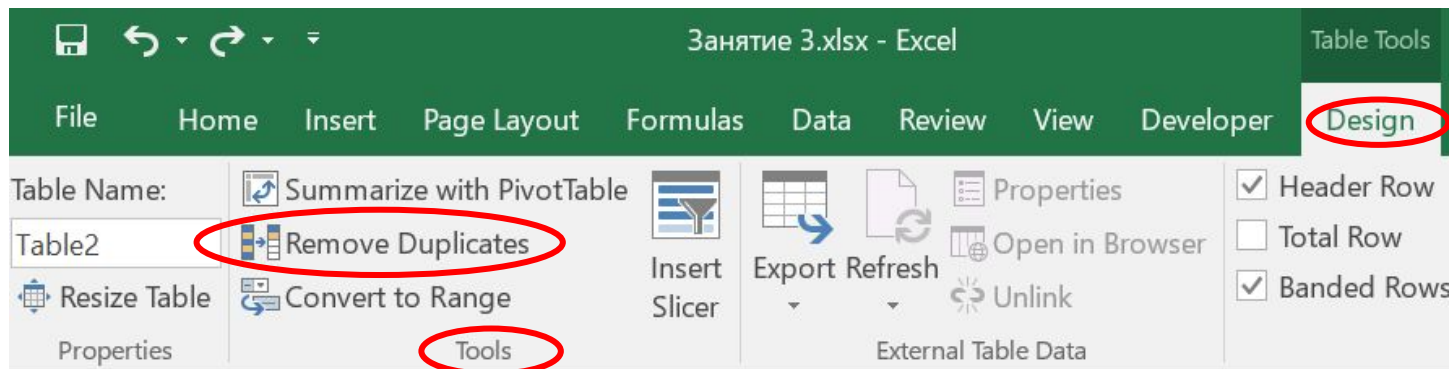 Занятие 3.xlsx - Excel
Table Tools
File Home Insert Page Layout Formulas Data Review View Developer Design
Table Name:
Table2
Resize Table
Properties
Summarize with PivotTable
Remove Duplicates
Convert to Range
Insert
Slicer
Tools
Export
Refresh
Properties
Open in Browser
Unlink
External Table Data
Header Row
Total Row
Banded Rows